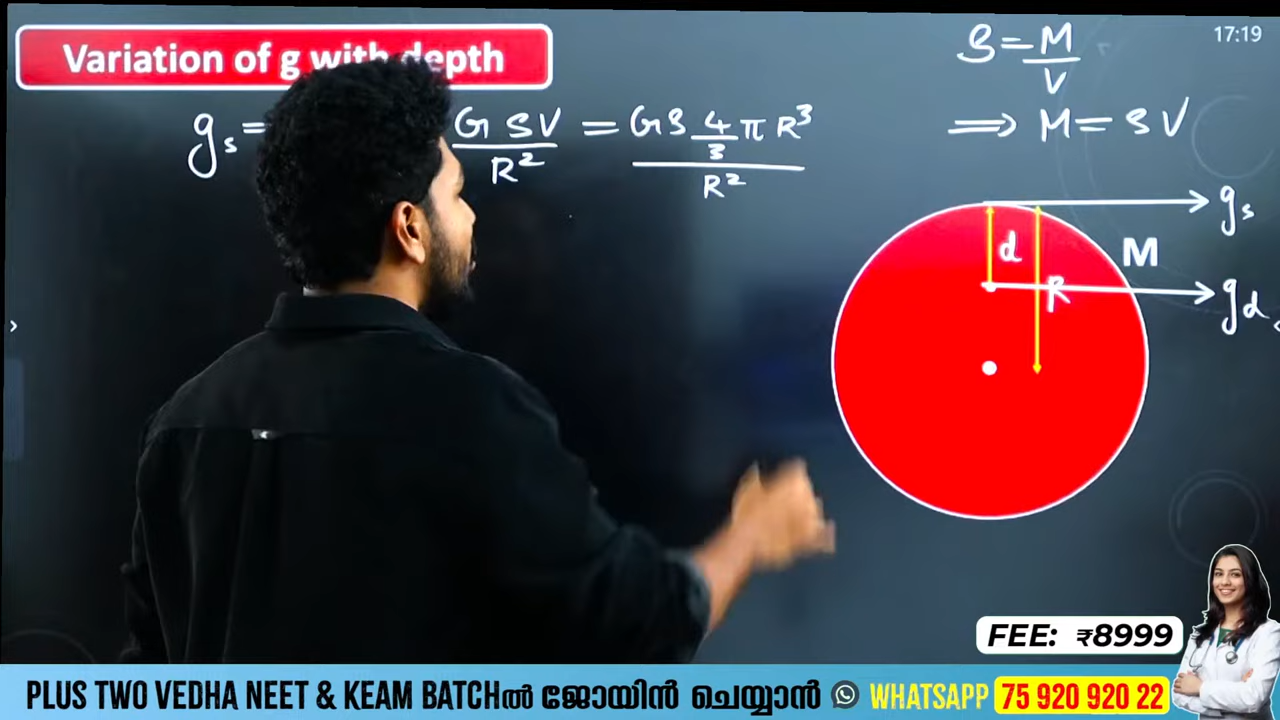 Variation of g with depth
17:19
ρ = M/V
g_s = G ρ V / R² = G ρ 4/3 π R³ / R²
⟹ M = ρ V
g_s
d
M
R
g_d
FEE: ₹8999
PLUS TWO VEDHA NEET & KEAM BATCHൽ ജോയിൻ ചെയ്യാൻ WHATSAPP 75 920 920 22